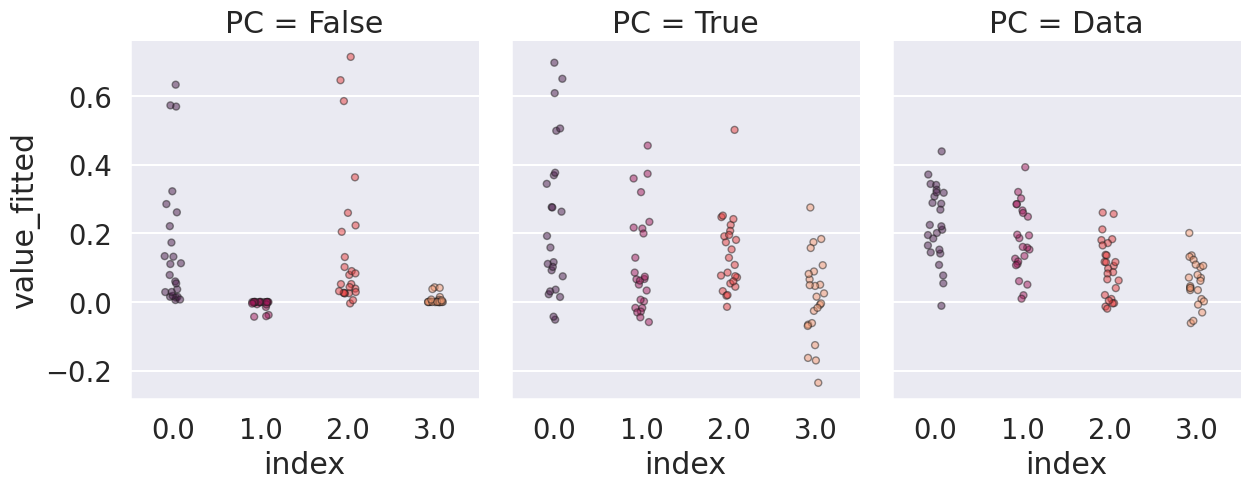 PC = False PC = True PC = Data
value_fitted
0.6
0.4
0.2
0.0
−0.2
0.0 1.0 2.0 3.0 0.0 1.0 2.0 3.0 0.0 1.0 2.0 3.0
index index index